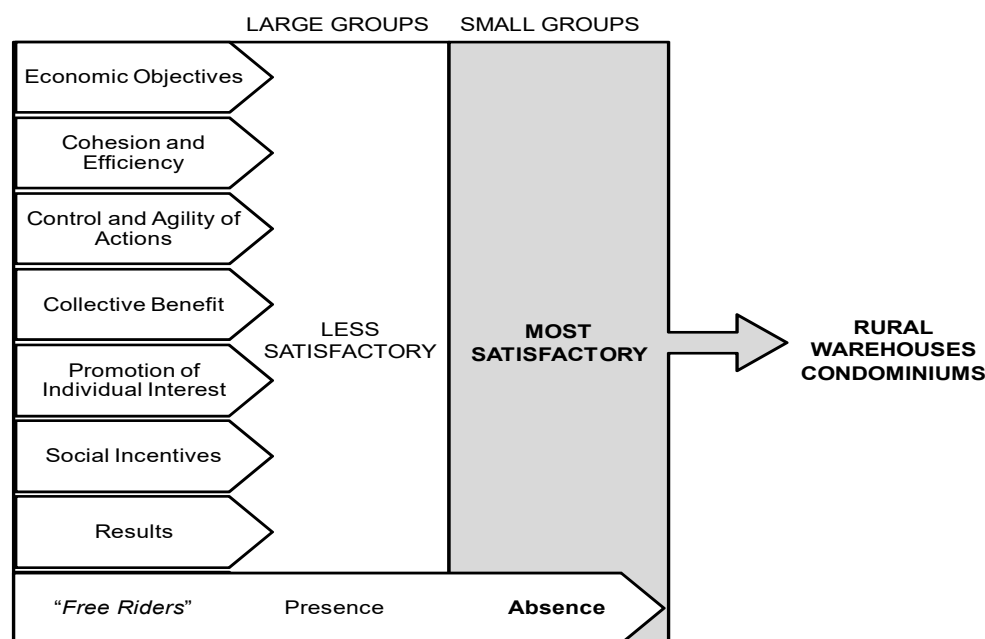 LARGE GROUPS SMALL GROUPS
Economic Objectives
Cohesion and
Efficiency
Control and Agility of
Actions
Collective Benefit
Promotion of
Individual Interest
Social Incentives
Results
LESS
SATISFACTORY
MOST
SATISFACTORY
RURAL
WAREHOUSES
CONDOMINIUMS
"Free Riders" Presence Absence